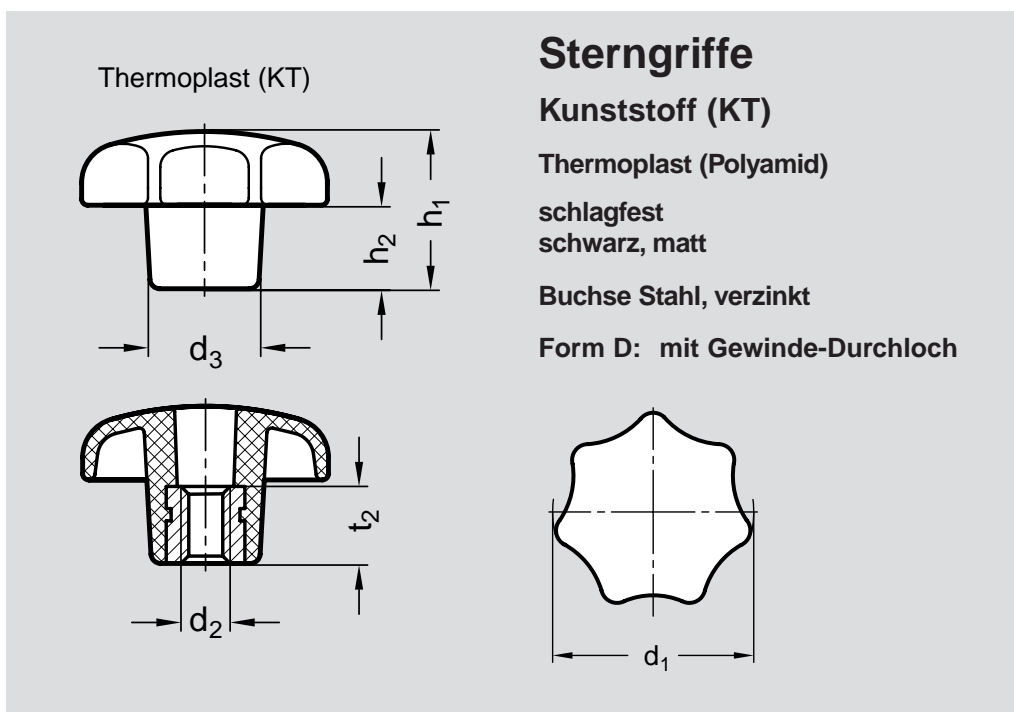 Thermoplast (KT)
h₁
h₂
d₃
t₂
d₂
Sterngriffe
Kunststoff (KT)
Thermoplast (Polyamid)
schlagfest
schwarz, matt
Buchse Stahl, verzinkt
Form D: mit Gewinde-Durchloch
d₁